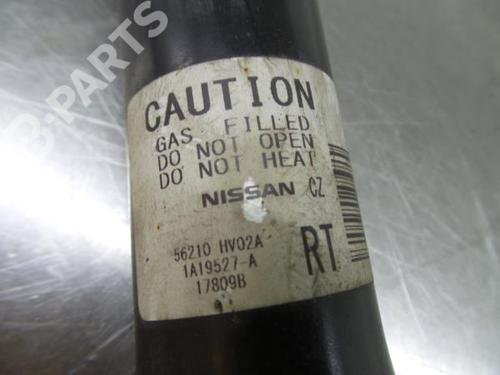 B-PARTS
CAUTION
GAS FILLED
DO NOT OPEN
DO NOT HEAT
NISSAN CZ
56210 HV02A
1A19527-A
17809B
RT